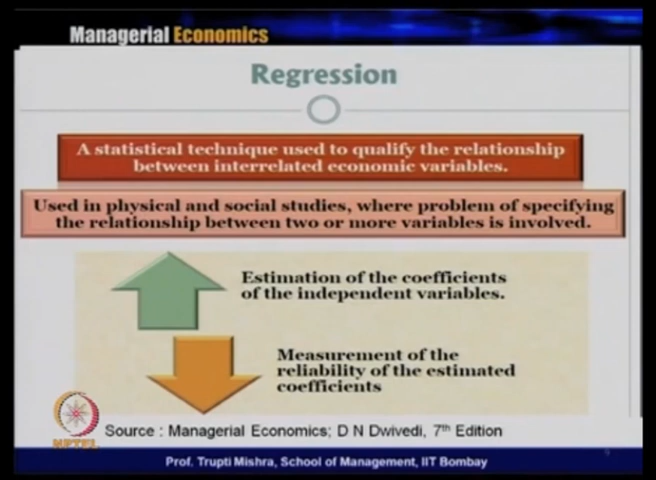 Managerial Economics
Regression
A statistical technique used to qualify the relationship
between interrelated economic variables.
Used in physical and social studies, where problem of specifying
the relationship between two or more variables is involved.
Estimation of the coefficients
of the independent variables.
Measurement of the
reliability of the estimated
coefficients
NPTEL
Source : Managerial Economics; D N Dwivedi, 7th Edition
Prof. Trupti Mishra, School of Management, IIT Bombay